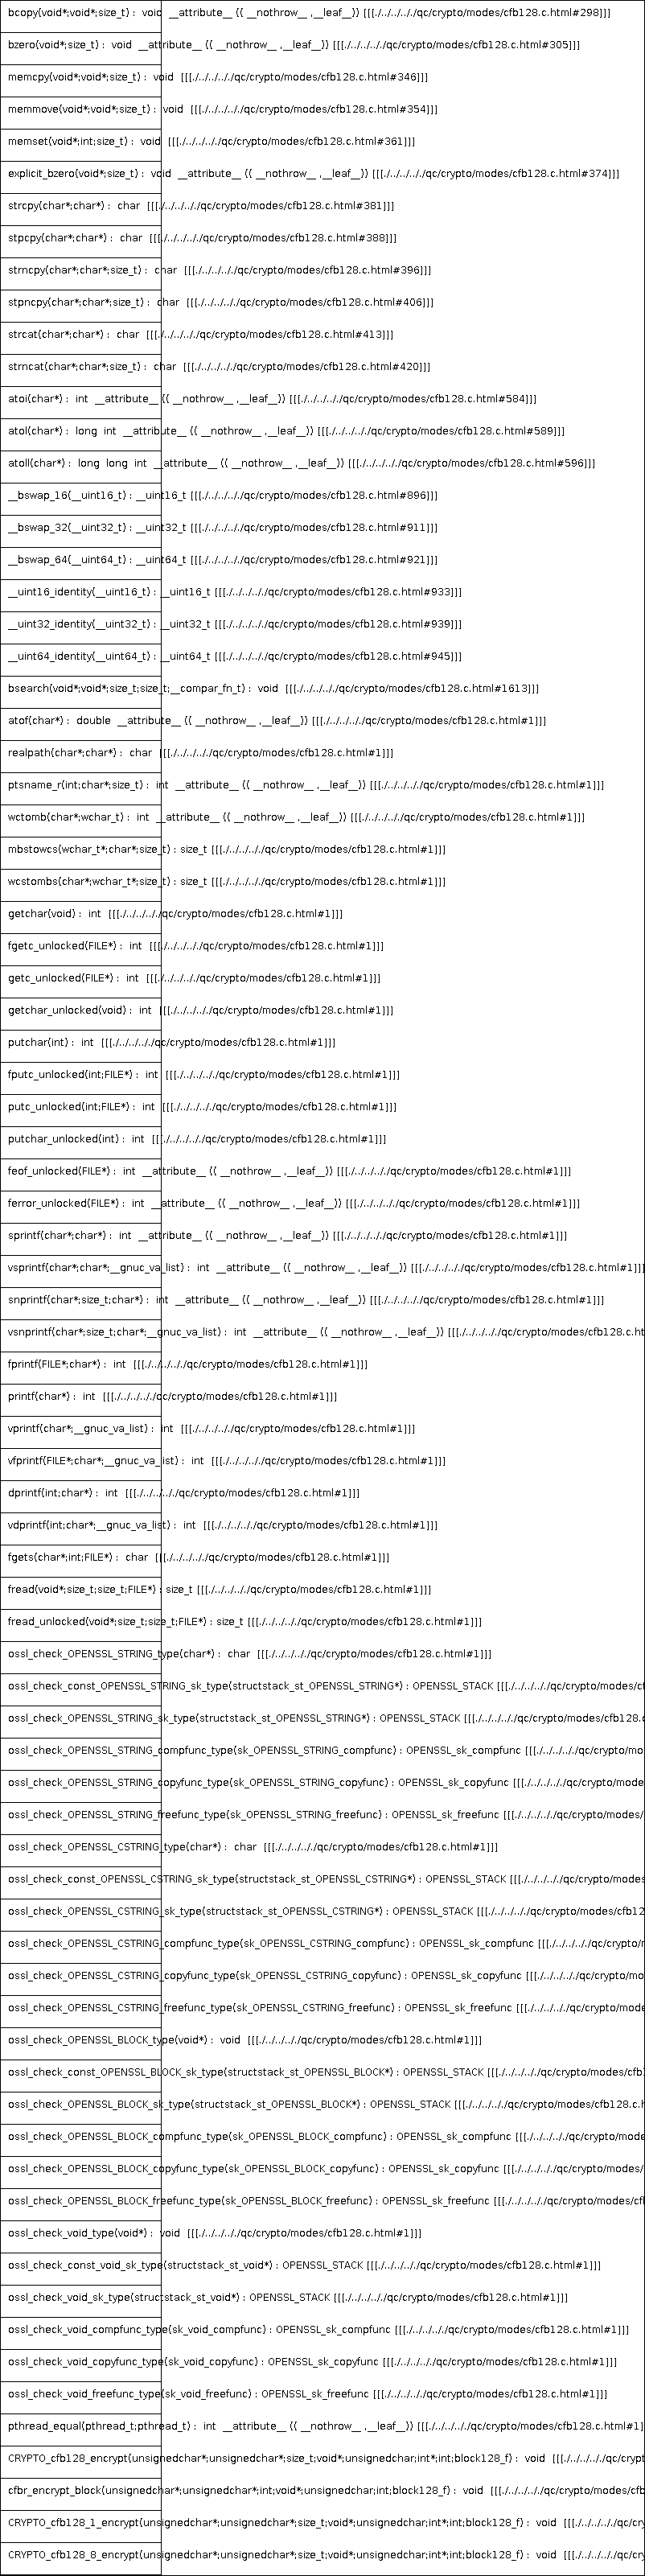 bcopy(void*;void*;size_t) : void __attribute__ (( __nothrow__ ,__leaf__)) [[[./../../../qc/crypto/modes/cfb128.c.html#298]]]
bzero(void*;size_t) : void __attribute__ (( __nothrow__ ,__leaf__)) [[[./../../../qc/crypto/modes/cfb128.c.html#305]]]
memcpy(void*;void*;size_t) : void [[[./../../../qc/crypto/modes/cfb128.c.html#346]]]
memmove(void*;void*;size_t) : void [[[./../../../qc/crypto/modes/cfb128.c.html#354]]]
memset(void*;int;size_t) : void [[[./../../../qc/crypto/modes/cfb128.c.html#361]]]
explicit_bzero(void*;size_t) : void __attribute__ (( __nothrow__ ,__leaf__)) [[[./../../../qc/crypto/modes/cfb128.c.html#374]]]
strcpy(char*;char*) : char [[[./../../../qc/crypto/modes/cfb128.c.html#381]]]
stpcpy(char*;char*) : char [[[./../../../qc/crypto/modes/cfb128.c.html#388]]]
strncpy(char*;char*;size_t) : char [[[./../../../qc/crypto/modes/cfb128.c.html#396]]]
stpncpy(char*;char*;size_t) : char [[[./../../../qc/crypto/modes/cfb128.c.html#406]]]
strcat(char*;char*) : char [[[./../../../qc/crypto/modes/cfb128.c.html#413]]]
strncat(char*;char*;size_t) : char [[[./../../../qc/crypto/modes/cfb128.c.html#420]]]
atoi(char*) : int __attribute__ (( __nothrow__ ,__leaf__)) [[[./../../../qc/crypto/modes/cfb128.c.html#584]]]
atol(char*) : long int __attribute__ (( __nothrow__ ,__leaf__)) [[[./../../../qc/crypto/modes/cfb128.c.html#589]]]
atoll(char*) : long long int __attribute__ (( __nothrow__ ,__leaf__)) [[[./../../../qc/crypto/modes/cfb128.c.html#596]]]
__bswap_16(__uint16_t) : __uint16_t [[[./../../../qc/crypto/modes/cfb128.c.html#896]]]
__bswap_32(__uint32_t) : __uint32_t [[[./../../../qc/crypto/modes/cfb128.c.html#911]]]
__bswap_64(__uint64_t) : __uint64_t [[[./../../../qc/crypto/modes/cfb128.c.html#921]]]
__uint16_identity(__uint16_t) : __uint16_t [[[./../../../qc/crypto/modes/cfb128.c.html#933]]]
__uint32_identity(__uint32_t) : __uint32_t [[[./../../../qc/crypto/modes/cfb128.c.html#939]]]
__uint64_identity(__uint64_t) : __uint64_t [[[./../../../qc/crypto/modes/cfb128.c.html#945]]]
bsearch(void*;void*;size_t;size_t;__compar_fn_t) : void [[[./../../../qc/crypto/modes/cfb128.c.html#1613]]]
atof(char*) : double __attribute__ (( __nothrow__ ,__leaf__)) [[[./../../../qc/crypto/modes/cfb128.c.html#1]]]
realpath(char*;char*) : char [[[./../../../qc/crypto/modes/cfb128.c.html#1]]]
ptsname_r(int;char*;size_t) : int __attribute__ (( __nothrow__ ,__leaf__)) [[[./../../../qc/crypto/modes/cfb128.c.html#1]]]
wctomb(char*;wchar_t) : int __attribute__ (( __nothrow__ ,__leaf__)) [[[./../../../qc/crypto/modes/cfb128.c.html#1]]]
mbstowcs(wchar_t*;char*;size_t) : size_t [[[./../../../qc/crypto/modes/cfb128.c.html#1]]]
wcstombs(char*;wchar_t*;size_t) : size_t [[[./../../../qc/crypto/modes/cfb128.c.html#1]]]
getchar(void) : int [[[./../../../qc/crypto/modes/cfb128.c.html#1]]]
fgetc_unlocked(FILE*) : int [[[./../../../qc/crypto/modes/cfb128.c.html#1]]]
getc_unlocked(FILE*) : int [[[./../../../qc/crypto/modes/cfb128.c.html#1]]]
getchar_unlocked(void) : int [[[./../../../qc/crypto/modes/cfb128.c.html#1]]]
putchar(int) : int [[[./../../../qc/crypto/modes/cfb128.c.html#1]]]
fputc_unlocked(int;FILE*) : int [[[./../../../qc/crypto/modes/cfb128.c.html#1]]]
putc_unlocked(int;FILE*) : int [[[./../../../qc/crypto/modes/cfb128.c.html#1]]]
putchar_unlocked(int) : int [[[./../../../qc/crypto/modes/cfb128.c.html#1]]]
feof_unlocked(FILE*) : int __attribute__ (( __nothrow__ ,__leaf__)) [[[./../../../qc/crypto/modes/cfb128.c.html#1]]]
ferror_unlocked(FILE*) : int __attribute__ (( __nothrow__ ,__leaf__)) [[[./../../../qc/crypto/modes/cfb128.c.html#1]]]
sprintf(char*;char*) : int __attribute__ (( __nothrow__ ,__leaf__)) [[[./../../../qc/crypto/modes/cfb128.c.html#1]]]
vsprintf(char*;char*;__gnuc_va_list) : int __attribute__ (( __nothrow__ ,__leaf__)) [[[./../../../qc/crypto/modes/cfb128.c.html#1]]]
snprintf(char*;size_t;char*) : int __attribute__ (( __nothrow__ ,__leaf__)) [[[./../../../qc/crypto/modes/cfb128.c.html#1]]]
vsnprintf(char*;size_t;char*;__gnuc_va_list) : int __attribute__ (( __nothrow__ ,__leaf__)) [[[./../../../qc/crypto/modes/cfb128.c.ht
fprintf(FILE*;char*) : int [[[./../../../qc/crypto/modes/cfb128.c.html#1]]]
printf(char*) : int [[[./../../../qc/crypto/modes/cfb128.c.html#1]]]
vprintf(char*;__gnuc_va_list) : int [[[./../../../qc/crypto/modes/cfb128.c.html#1]]]
vfprintf(FILE*;char*;__gnuc_va_list) : int [[[./../../../qc/crypto/modes/cfb128.c.html#1]]]
dprintf(int;char*) : int [[[./../../../qc/crypto/modes/cfb128.c.html#1]]]
vdprintf(int;char*;__gnuc_va_list) : int [[[./../../../qc/crypto/modes/cfb128.c.html#1]]]
fgets(char*;int;FILE*) : char [[[./../../../qc/crypto/modes/cfb128.c.html#1]]]
fread(void*;size_t;size_t;FILE*) : size_t [[[./../../../qc/crypto/modes/cfb128.c.html#1]]]
fread_unlocked(void*;size_t;size_t;FILE*) : size_t [[[./../../../qc/crypto/modes/cfb128.c.html#1]]]
ossl_check_OPENSSL_STRING_type(char*) : char [[[./../../../qc/crypto/modes/cfb128.c.html#1]]]
ossl_check_const_OPENSSL_STRING_sk_type(structstack_st_OPENSSL_STRING*) : OPENSSL_STACK [[[./../../../qc/crypto/modes/cf
ossl_check_OPENSSL_STRING_sk_type(structstack_st_OPENSSL_STRING*) : OPENSSL_STACK [[[./../../../qc/crypto/modes/cfb128.c
ossl_check_OPENSSL_STRING_compfunc_type(sk_OPENSSL_STRING_compfunc) : OPENSSL_sk_compfunc [[[./../../../qc/crypto/mo
ossl_check_OPENSSL_STRING_copyfunc_type(sk_OPENSSL_STRING_copyfunc) : OPENSSL_sk_copyfunc [[[./../../../qc/crypto/mode
ossl_check_OPENSSL_STRING_freefunc_type(sk_OPENSSL_STRING_freefunc) : OPENSSL_sk_freefunc [[[./../../../qc/crypto/modes/
ossl_check_OPENSSL_CSTRING_type(char*) : char [[[./../../../qc/crypto/modes/cfb128.c.html#1]]]
ossl_check_const_OPENSSL_CSTRING_sk_type(structstack_st_OPENSSL_CSTRING*) : OPENSSL_STACK [[[./../../../qc/crypto/modes
ossl_check_OPENSSL_CSTRING_sk_type(structstack_st_OPENSSL_CSTRING*) : OPENSSL_STACK [[[./../../../qc/crypto/modes/cfb12
ossl_check_OPENSSL_CSTRING_compfunc_type(sk_OPENSSL_CSTRING_compfunc) : OPENSSL_sk_compfunc [[[./../../../qc/crypto/r
ossl_check_OPENSSL_CSTRING_copyfunc_type(sk_OPENSSL_CSTRING_copyfunc) : OPENSSL_sk_copyfunc [[[./../../../qc/crypto/mo
ossl_check_OPENSSL_CSTRING_freefunc_type(sk_OPENSSL_CSTRING_freefunc) : OPENSSL_sk_freefunc [[[./../../../qc/crypto/mode
ossl_check_OPENSSL_BLOCK_type(void*) : void [[[./../../../qc/crypto/modes/cfb128.c.html#1]]]
ossl_check_const_OPENSSL_BLOCK_sk_type(structstack_st_OPENSSL_BLOCK*) : OPENSSL_STACK [[[./../../../qc/crypto/modes/cfb1
ossl_check_OPENSSL_BLOCK_sk_type(structstack_st_OPENSSL_BLOCK*) : OPENSSL_STACK [[[./../../../qc/crypto/modes/cfb128.c.h
ossl_check_OPENSSL_BLOCK_compfunc_type(sk_OPENSSL_BLOCK_compfunc) : OPENSSL_sk_compfunc [[[./../../../qc/crypto/mode
ossl_check_OPENSSL_BLOCK_copyfunc_type(sk_OPENSSL_BLOCK_copyfunc) : OPENSSL_sk_copyfunc [[[./../../../qc/crypto/modes/
ossl_check_OPENSSL_BLOCK_freefunc_type(sk_OPENSSL_BLOCK_freefunc) : OPENSSL_sk_freefunc [[[./../../../qc/crypto/modes/cf
ossl_check_void_type(void*) : void [[[./../../../qc/crypto/modes/cfb128.c.html#1]]]
ossl_check_const_void_sk_type(structstack_st_void*) : OPENSSL_STACK [[[./../../../qc/crypto/modes/cfb128.c.html#1]]]
ossl_check_void_sk_type(structstack_st_void*) : OPENSSL_STACK [[[./../../../qc/crypto/modes/cfb128.c.html#1]]]
ossl_check_void_compfunc_type(sk_void_compfunc) : OPENSSL_sk_compfunc [[[./../../../qc/crypto/modes/cfb128.c.html#1]]]
ossl_check_void_copyfunc_type(sk_void_copyfunc) : OPENSSL_sk_copyfunc [[[./../../../qc/crypto/modes/cfb128.c.html#1]]]
ossl_check_void_freefunc_type(sk_void_freefunc) : OPENSSL_sk_freefunc [[[./../../../qc/crypto/modes/cfb128.c.html#1]]]
pthread_equal(pthread_t;pthread_t) : int __attribute__ (( __nothrow__ ,__leaf__)) [[[./../../../qc/crypto/modes/cfb128.c.html#1]
CRYPTO_cfb128_encrypt(unsignedchar*;unsignedchar*;size_t;void*;unsignedchar;int*;int;block128_f) : void [[[./../../../qc/crypt
cfbr_encrypt_block(unsignedchar*;unsignedchar*;int;void*;unsignedchar;int;block128_f) : void [[[./../../../qc/crypto/modes/cfb
CRYPTO_cfb128_1_encrypt(unsignedchar*;unsignedchar*;size_t;void*;unsignedchar;int*;int;block128_f) : void [[[./../../../qc/cry
CRYPTO_cfb128_8_encrypt(unsignedchar*;unsignedchar*;size_t;void*;unsignedchar;int*;int;block128_f) : void [[[./../../../qc/cry